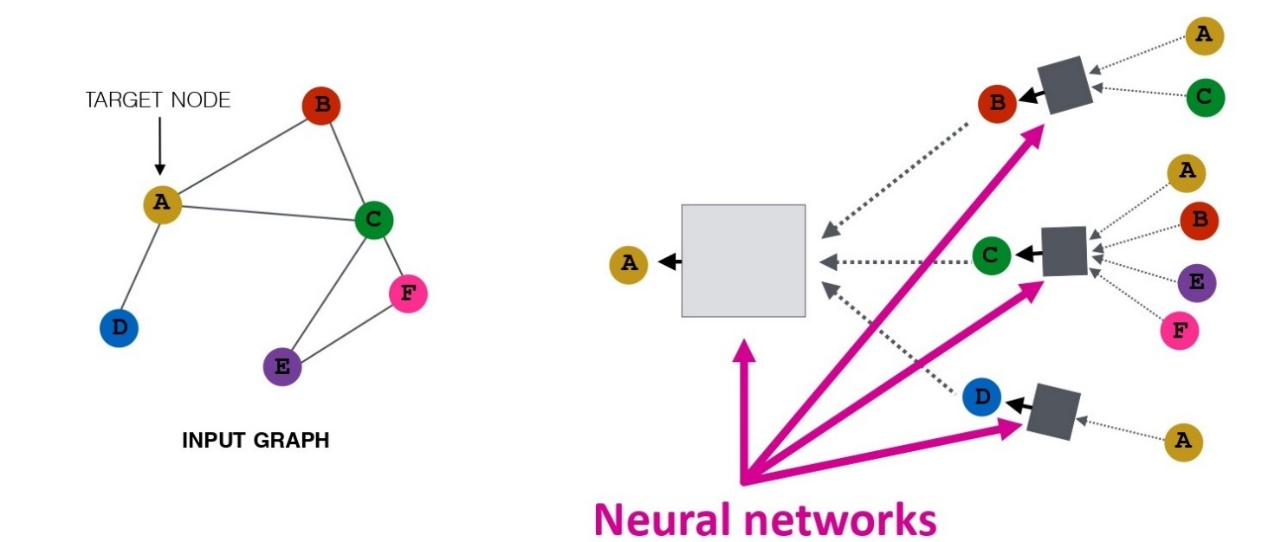 TARGET NODE
B
A
C
F
D
E
INPUT GRAPH
A
B
C
A
B
C
E
F
A
D
A
Neural networks